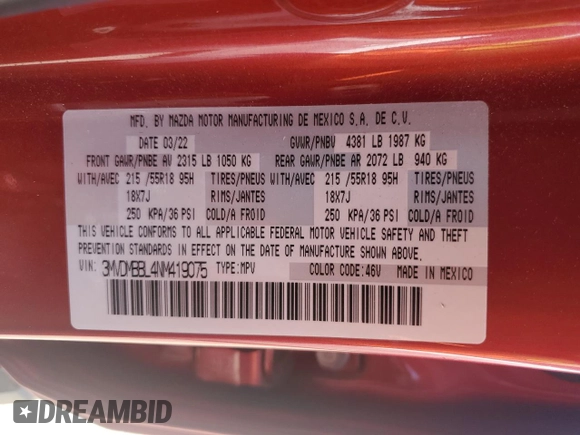 MFD. BY MAZDA MOTOR MANUFACTURING DE MEXICO S.A. DE C.V.
DATE 03/22 GVWR/PNBV 4381 LB 1987 KG
FRONT GAWR/PNBE AV 2315 LB 1050 KG REAR GAWR/PNBE AR 2072 LB 940 KG
WITH/AVEC 215 /55R18 95H TIRES/PNEUS WITH/AVEC 215 /55R18 95H TIRES/PNEUS
18X7J RIMS/JANTES 18X7J RIMS/JANTES
250 KPA/36 PSI COLD/A FROID 250 KPA/36 PSI COLD/A FROID
THIS VEHICLE CONFORMS TO ALL APPLICABLE FEDERAL MOTOR VEHICLE SAFETY AND THEFT
PREVENTION STANDARDS IN EFFECT ON THE DATE OF MANUFACTURE SHOWN ABOVE.
VIN: 3MVDMBBL4NM419075 TYPE:MPV COLOR CODE:46V MADE IN MEXICO
DREAMBID